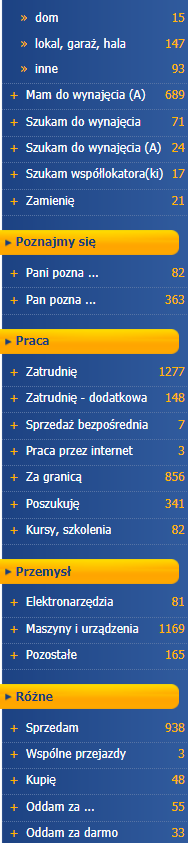 » dom 15
» lokal, garaż, hala 147
» inne 93
+ Mam do wynajęcia (A) 689
+ Szukam do wynajęcia 71
+ Szukam do wynajęcia (A) 24
+ Szukam współlokatora(ki) 17
+ Zamienię 21
Poznajmy się
+ Pani pozna ... 82
+ Pan pozna ... 363
Praca
+ Zatrudnię 1277
+ Zatrudnię - dodatkowa 148
+ Sprzedaż bezpośrednia 7
+ Praca przez internet 3
+ Za granicą 856
+ Poszukuję 341
+ Kursy, szkolenia 82
Przemysł
+ Elektronarzędzia 81
+ Maszyny i urządzenia 1169
+ Pozostałe 165
Różne
+ Sprzedam 938
+ Wspólne przejazdy 3
+ Kupię 48
+ Oddam za ... 55
+ Oddam za darmo 33